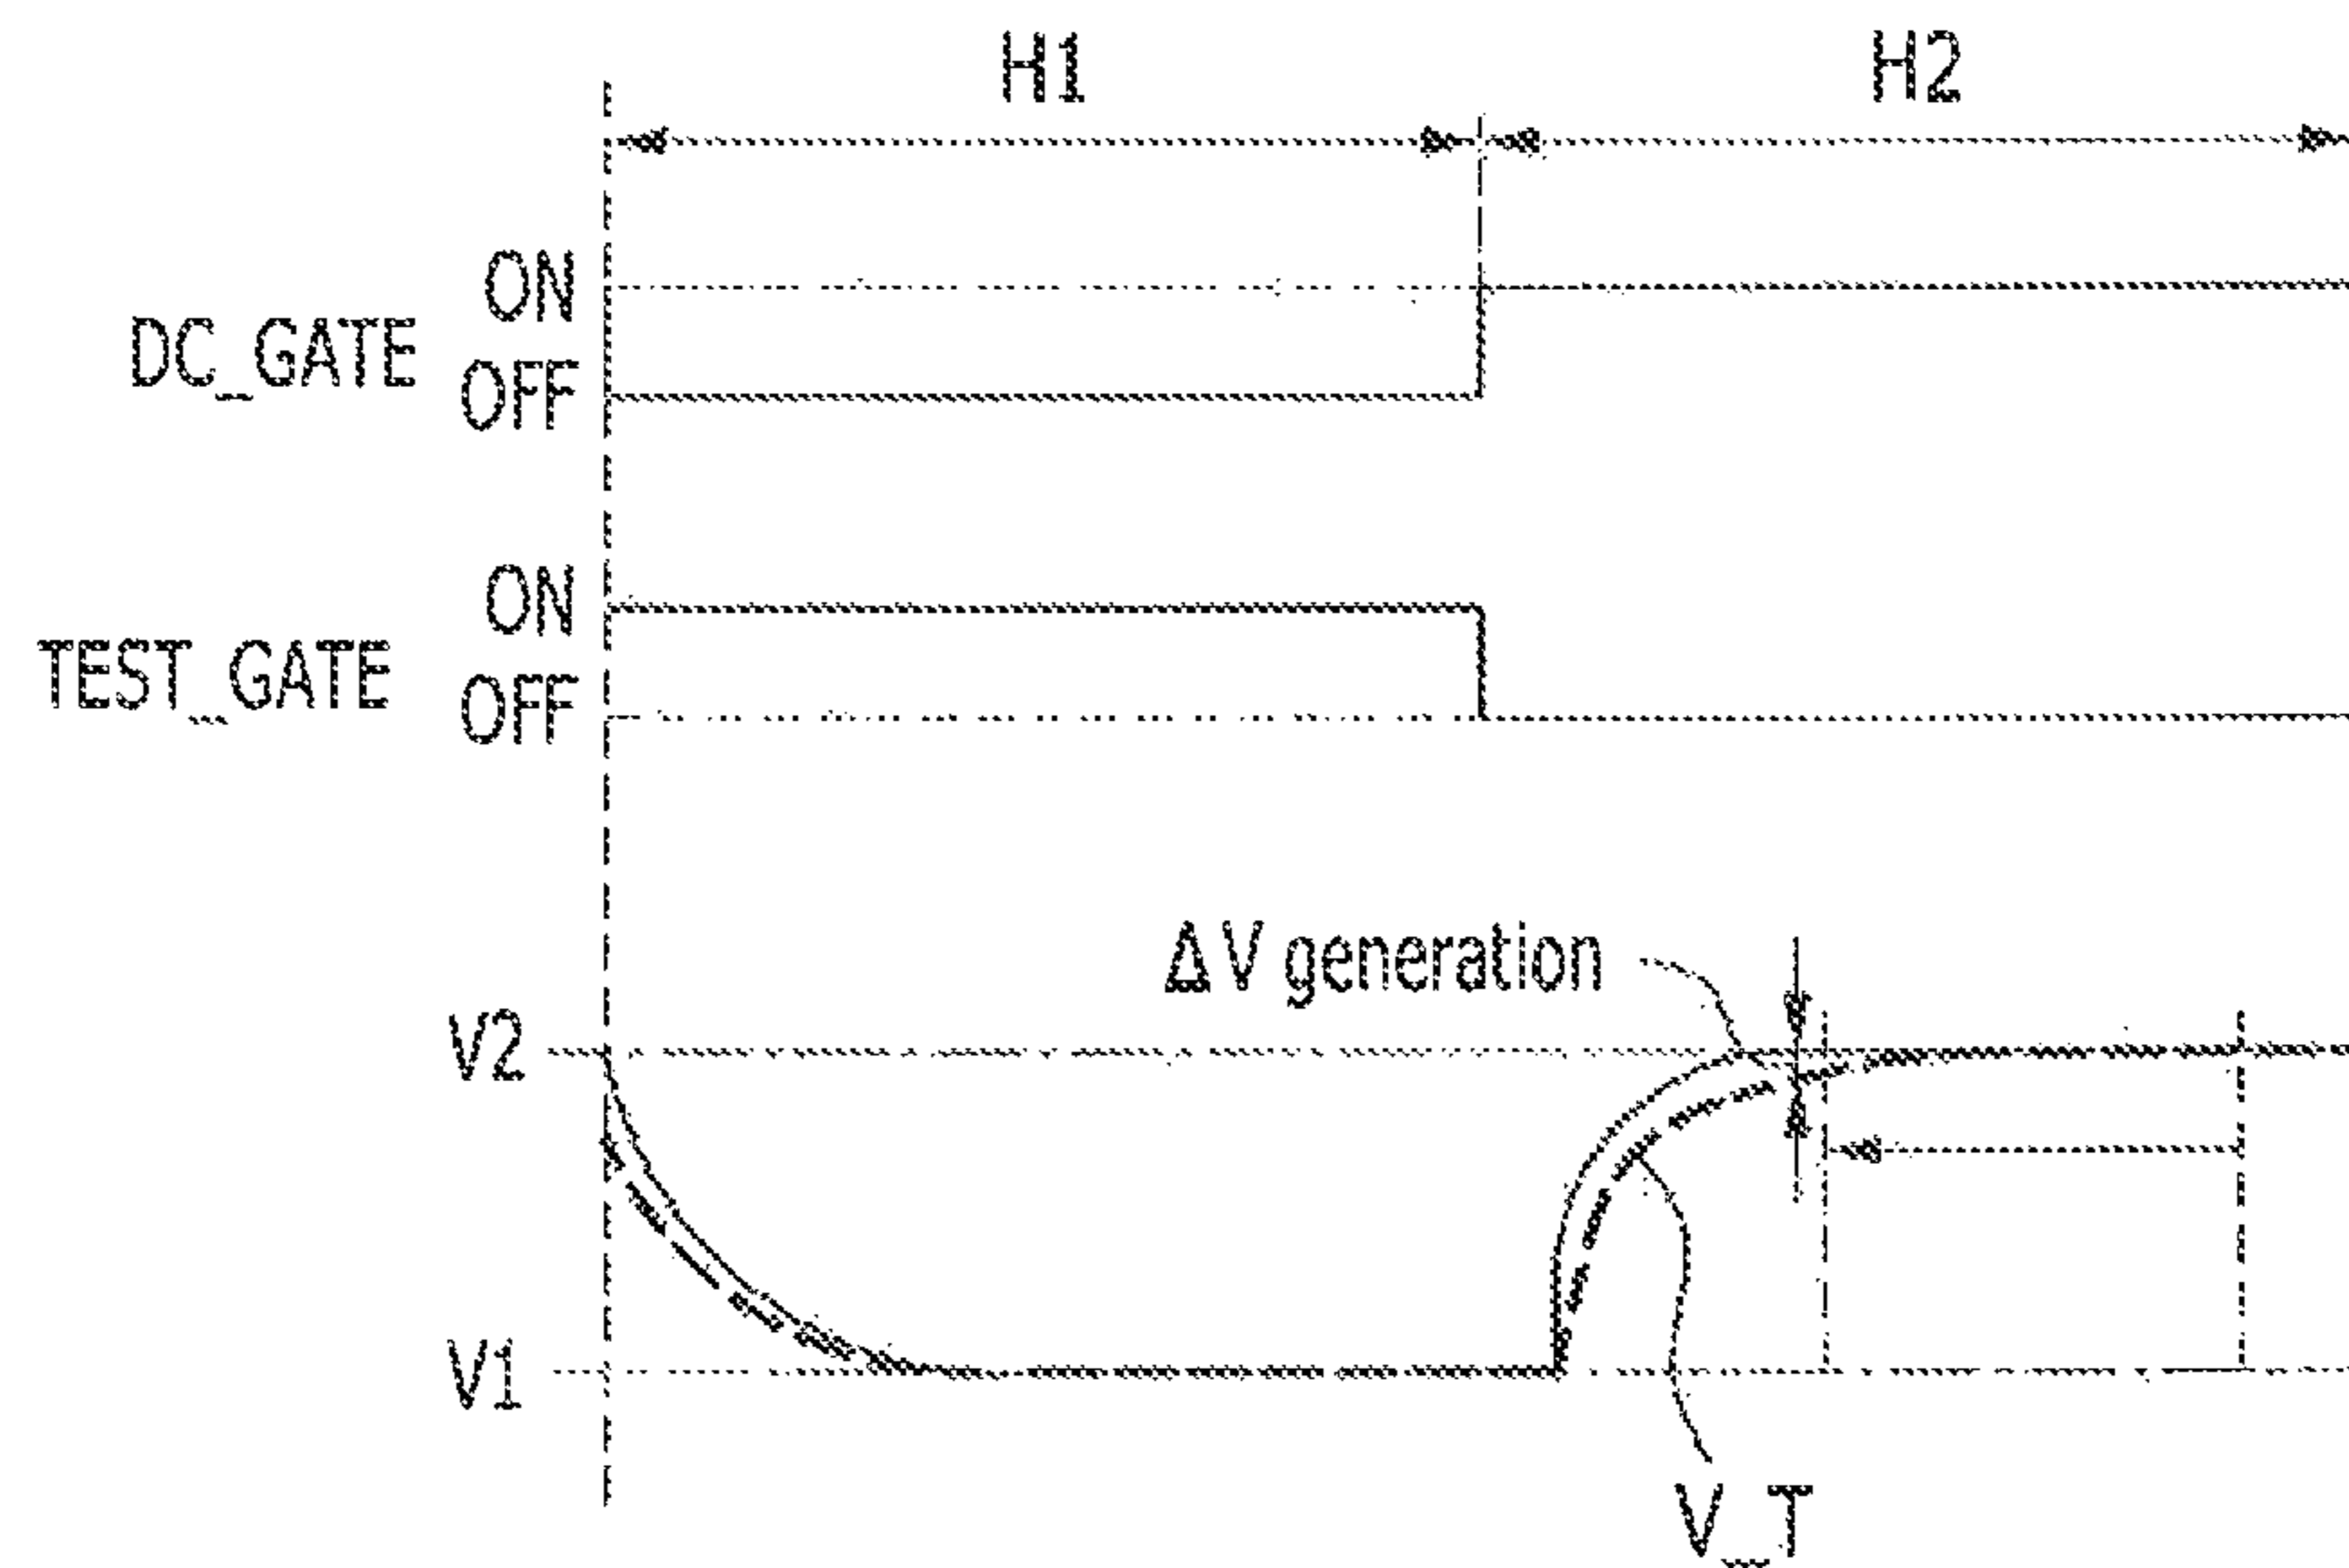 H1 H2
ON
DC_GATE
OFF
ON
TEST_GATE
OFF
ΔV generation
V2
V1
V_T